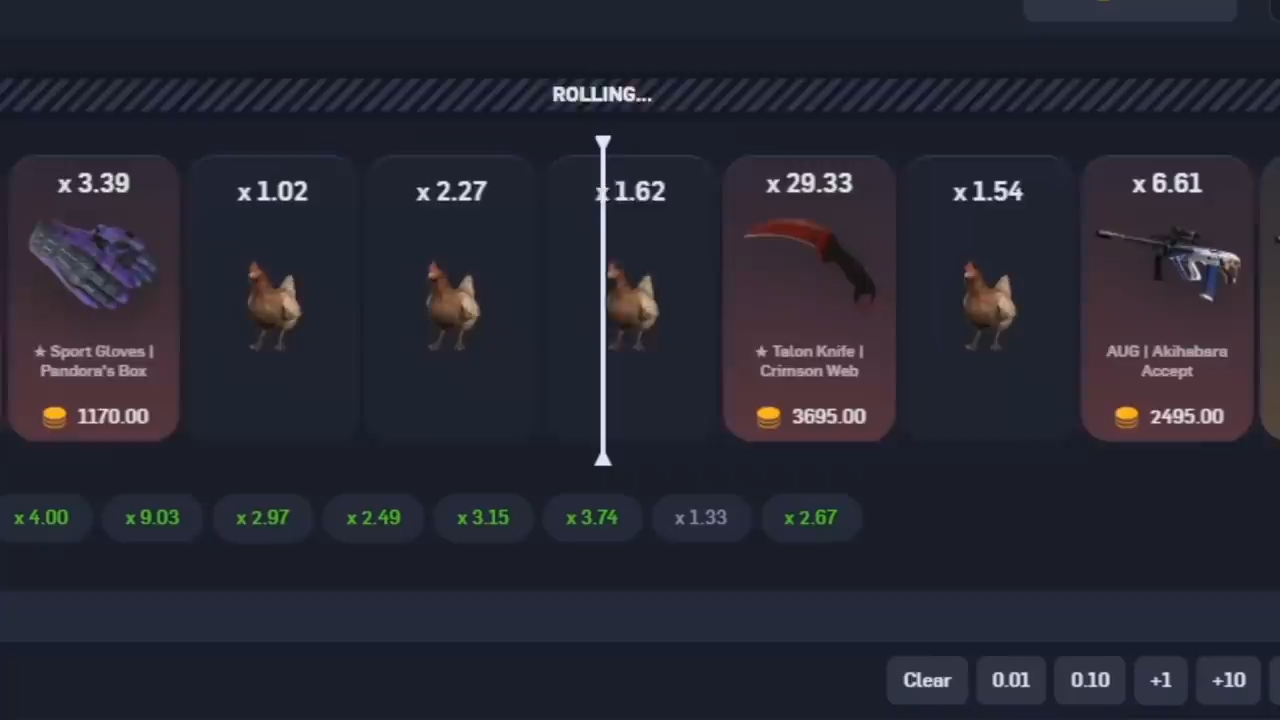 ROLLING...
x 3.39
x 1.02
x 2.27
x 1.62
x 29.33
x 1.54
x 6.61
★ Sport Gloves |
Pandora's Box
1170.00
★ Talon Knife |
Crimson Web
3695.00
AUG | Akihabara
Accept
2495.00
x 4.00
x 9.03
x 2.97
x 2.49
x 3.15
x 3.74
x 1.33
x 2.67
Clear
0.01
0.10
+1
+10